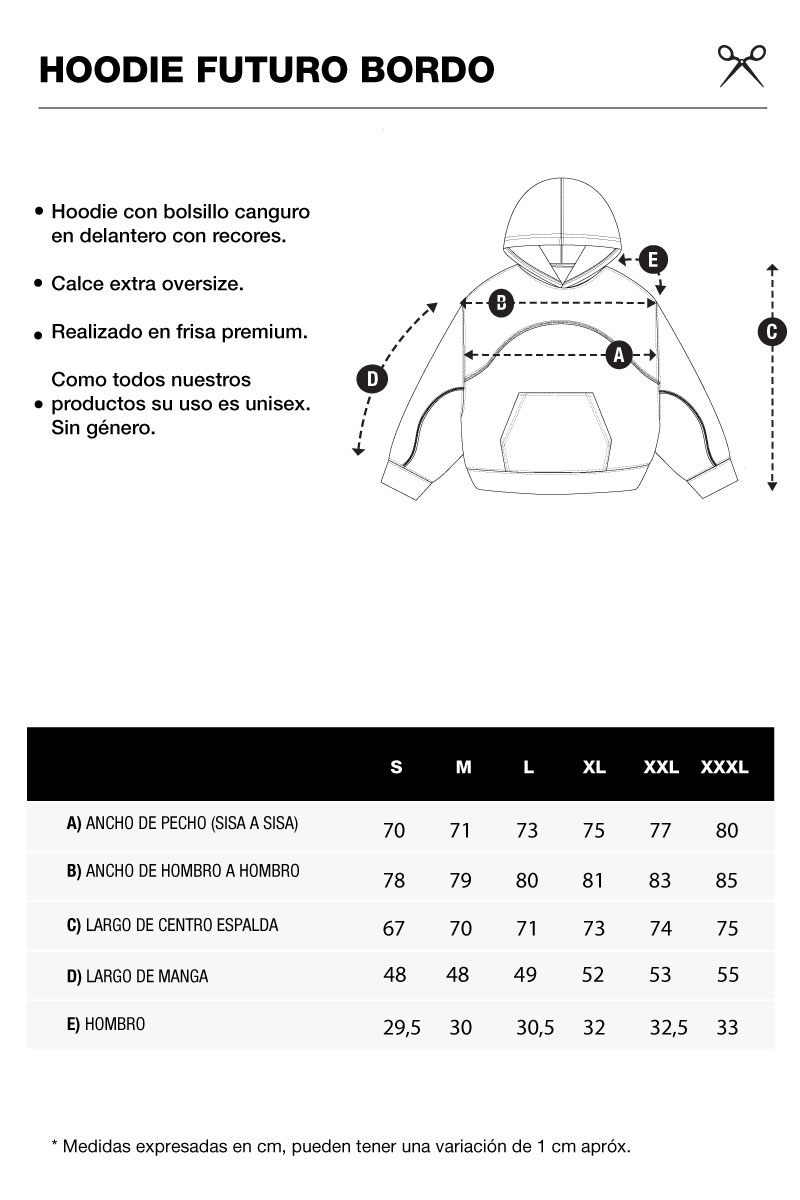 HOODIE FUTURO BORDO
• Hoodie con bolsillo canguro
en delantero con recores.
• Calce extra oversize.
• Realizado en frisa premium.
Como todos nuestros
• productos su uso es unisex.
Sin género.
E
B
C
A
D
S M L XL XXL XXXL
A) ANCHO DE PECHO (SISA A SISA) 70 71 73 75 77 80
B) ANCHO DE HOMBRO A HOMBRO 78 79 80 81 83 85
C) LARGO DE CENTRO ESPALDA 67 70 71 73 74 75
D) LARGO DE MANGA 48 48 49 52 53 55
E) HOMBRO 29,5 30 30,5 32 32,5 33
* Medidas expresadas en cm, pueden tener una variación de 1 cm apróx.